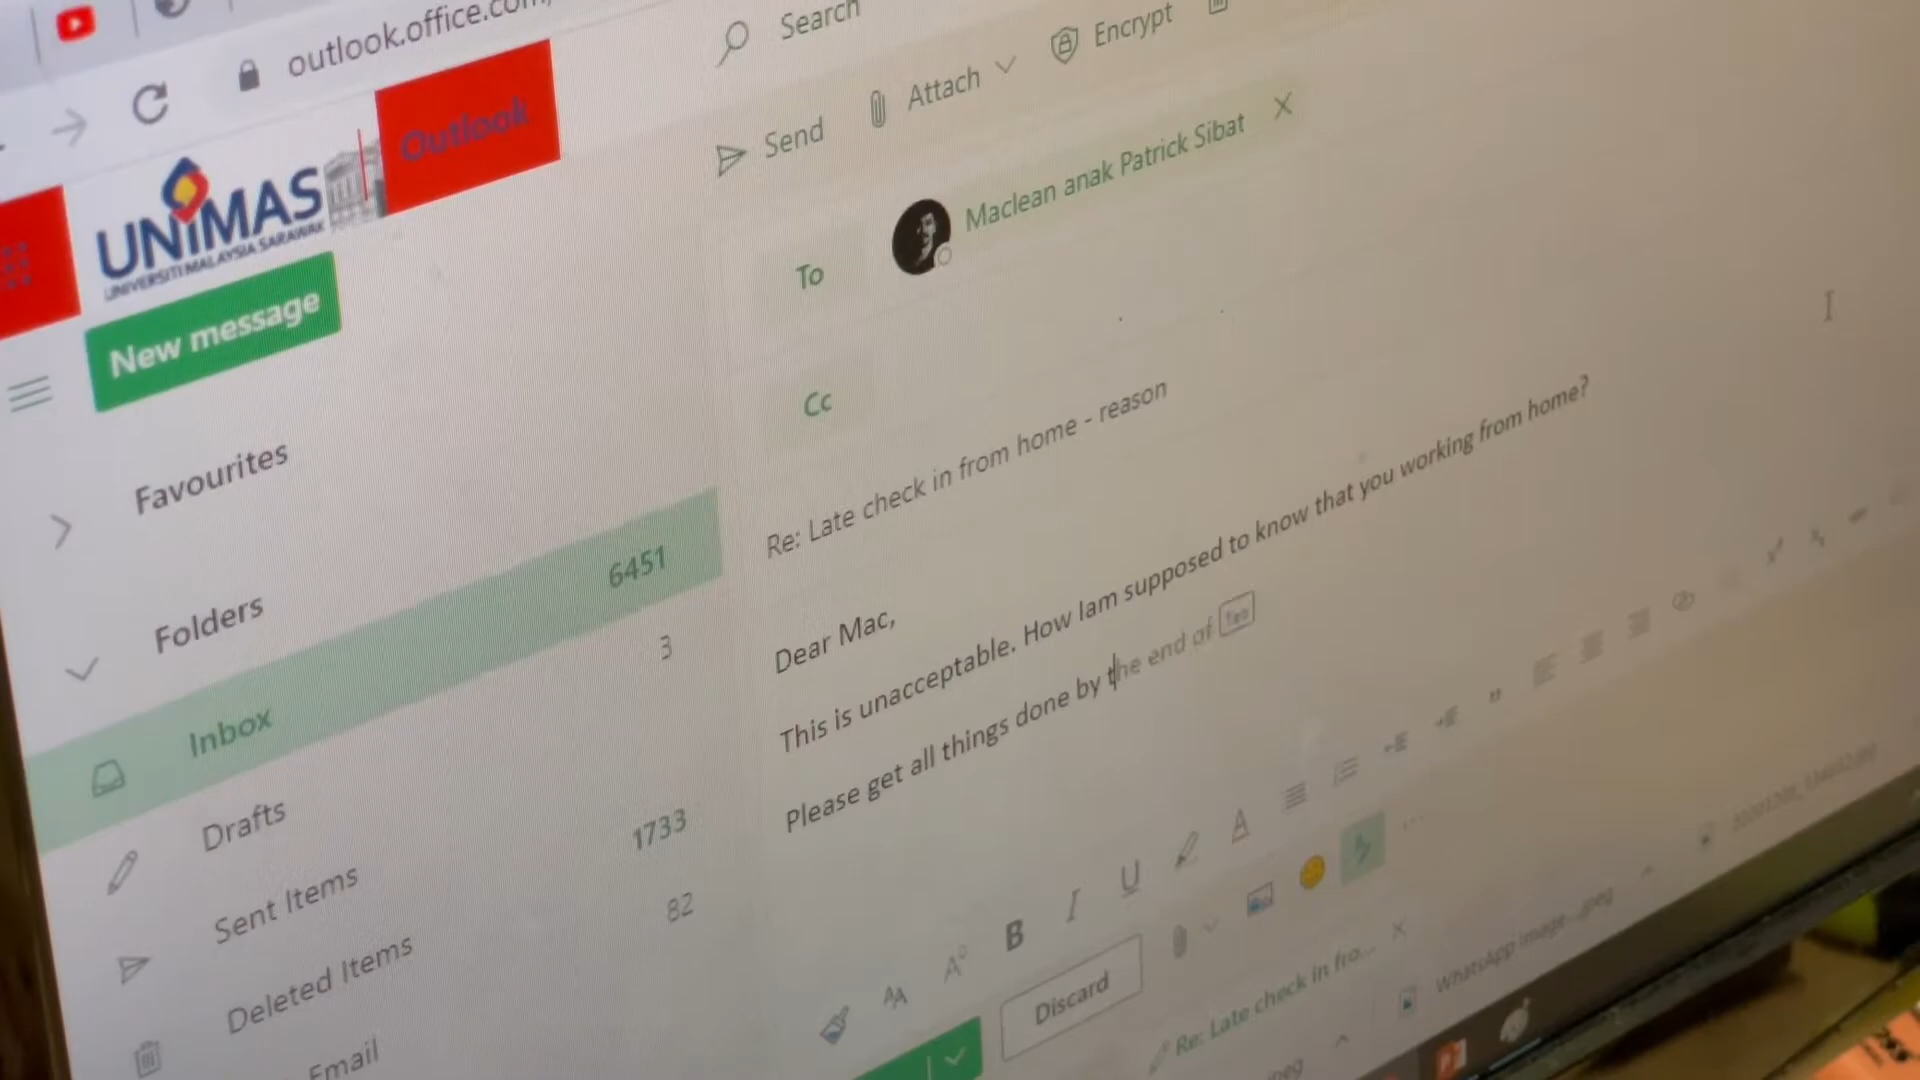 outlook.office.com
Search
UNIMAS
UNIVERSITI MALAYSIA SARAWAK
Outlook
Send
Attach
Encrypt
New message
To
Maclean anak Patrick Sibat
Cc
Favourites
Re: Late check in from home - reason
Folders
Inbox 6451
Drafts 3
Sent Items
Deleted Items 1733
Email 82
Dear Mac,
This is unacceptable. How Iam supposed to know that you working from home?
Please get all things done by the end of
B I U
Discard
Re: Late check in fro...
WhatsApp Image....jpeg